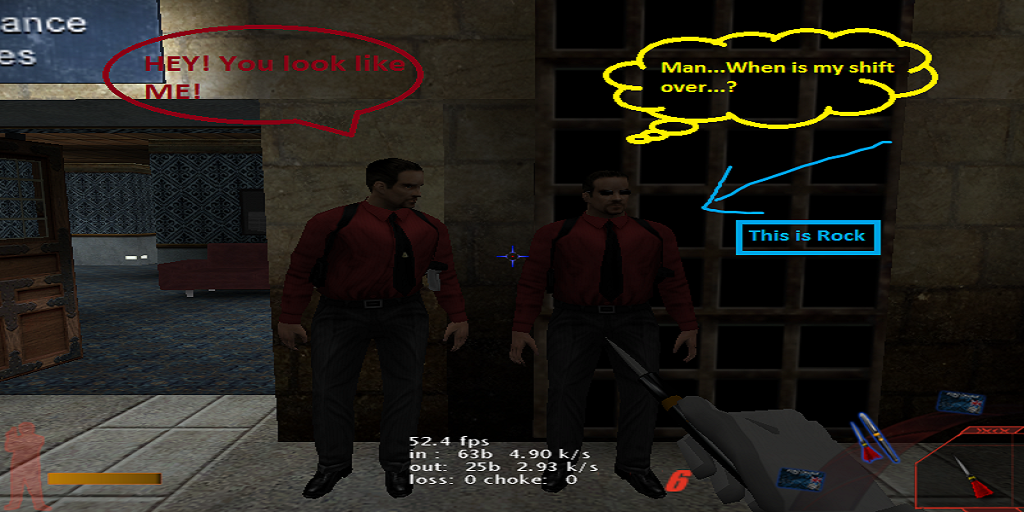 ance
es
HEY! You look like
ME!
Man...When is my shift
over...?
This is Rock
52.4 fps
in : 63b 4.90 k/s
out: 25b 2.93 k/s
loss: 0 choke: 0
6